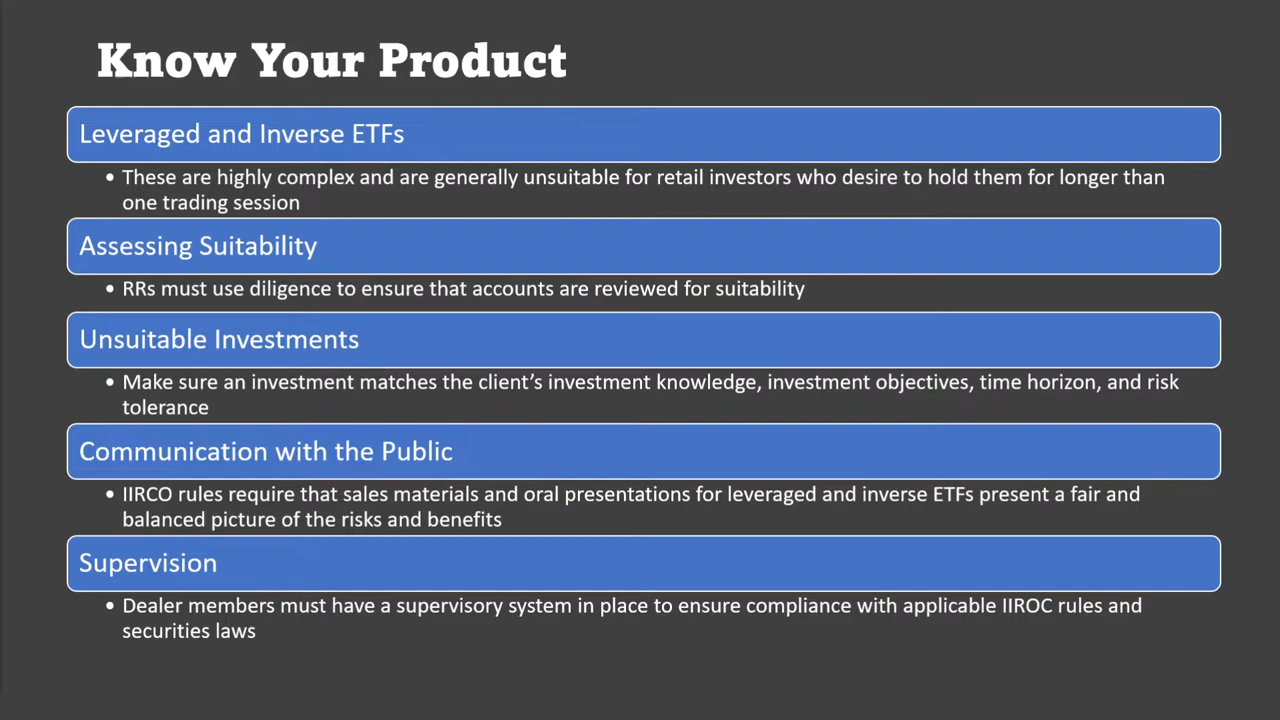 Know Your Product
Leveraged and Inverse ETFs
• These are highly complex and are generally unsuitable for retail investors who desire to hold them for longer than
one trading session
Assessing Suitability
• RRs must use diligence to ensure that accounts are reviewed for suitability
Unsuitable Investments
• Make sure an investment matches the client’s investment knowledge, investment objectives, time horizon, and risk
tolerance
Communication with the Public
• IIRCO rules require that sales materials and oral presentations for leveraged and inverse ETFs present a fair and
balanced picture of the risks and benefits
Supervision
• Dealer members must have a supervisory system in place to ensure compliance with applicable IIROC rules and
securities laws